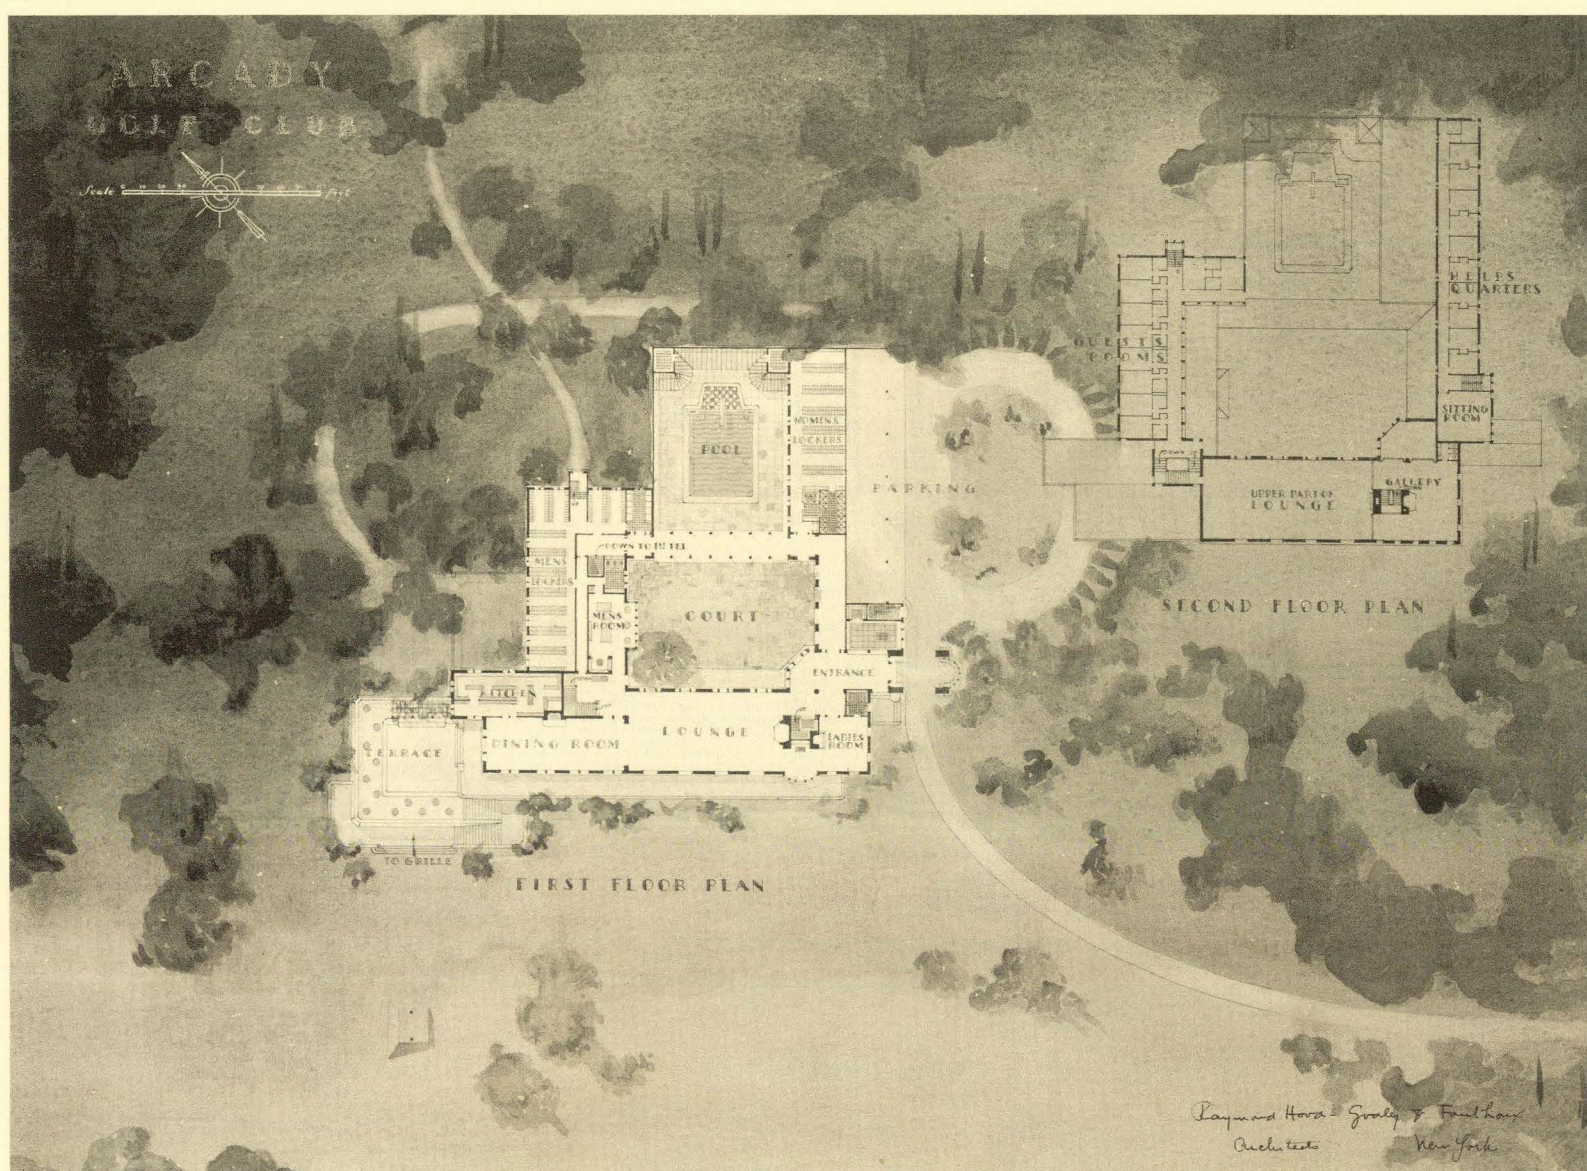 ARCADY
GOLF CLUB
Scale
feet
HELPS
QUARTERS
GUESTS
ROOMS
SITTING
ROOM
DOWN
GALLERY
UPPER PART OF
LOUNGE
SECOND FLOOR PLAN
WOMENS
LOCKERS
POOL
PARKING
DOWN TO HOTEL
MENS
LOCKERS
MENS
ROOM
COURT
ENTRANCE
KITCHEN
LOUNGE
DINING ROOM
LADIES
ROOM
TERRACE
TO GRILLE
FIRST FLOOR PLAN
Raymond Hood - Godley & Fouilhoux
Architects New York